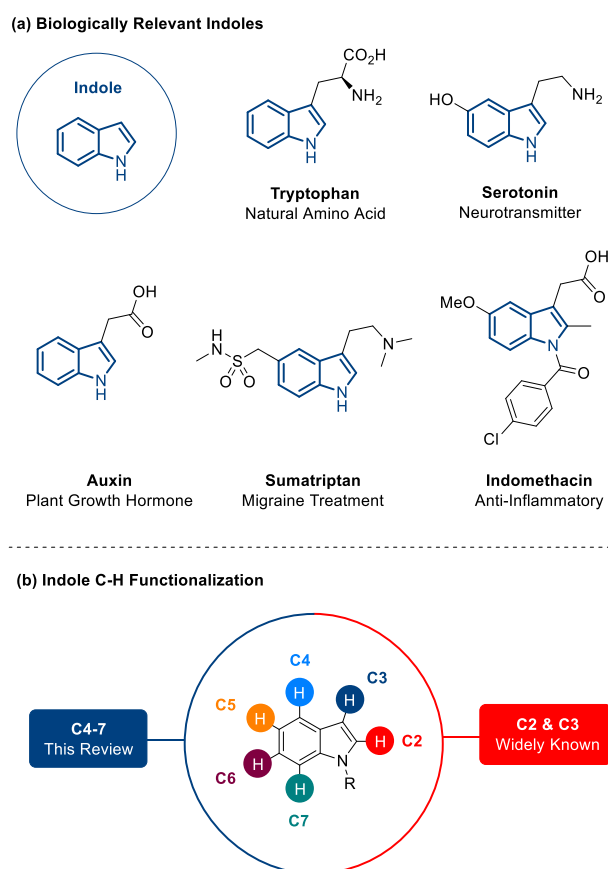 (a) Biologically Relevant Indoles
Indole
N
H
CO₂H
NH₂
N
H
Tryptophan
Natural Amino Acid
HO
NH₂
N
H
Serotonin
Neurotransmitter
OH
O
N
H
Auxin
Plant Growth Hormone
H
N
S
O O
N
N
H
Sumatriptan
Migraine Treatment
OH
O
MeO
N
O
Cl
Indomethacin
Anti-Inflammatory
(b) Indole C-H Functionalization
C4-7
This Review
C4
H
C3
H
C5
H
H
C2
H
C6
N
R
H
C7
C2 & C3
Widely Known